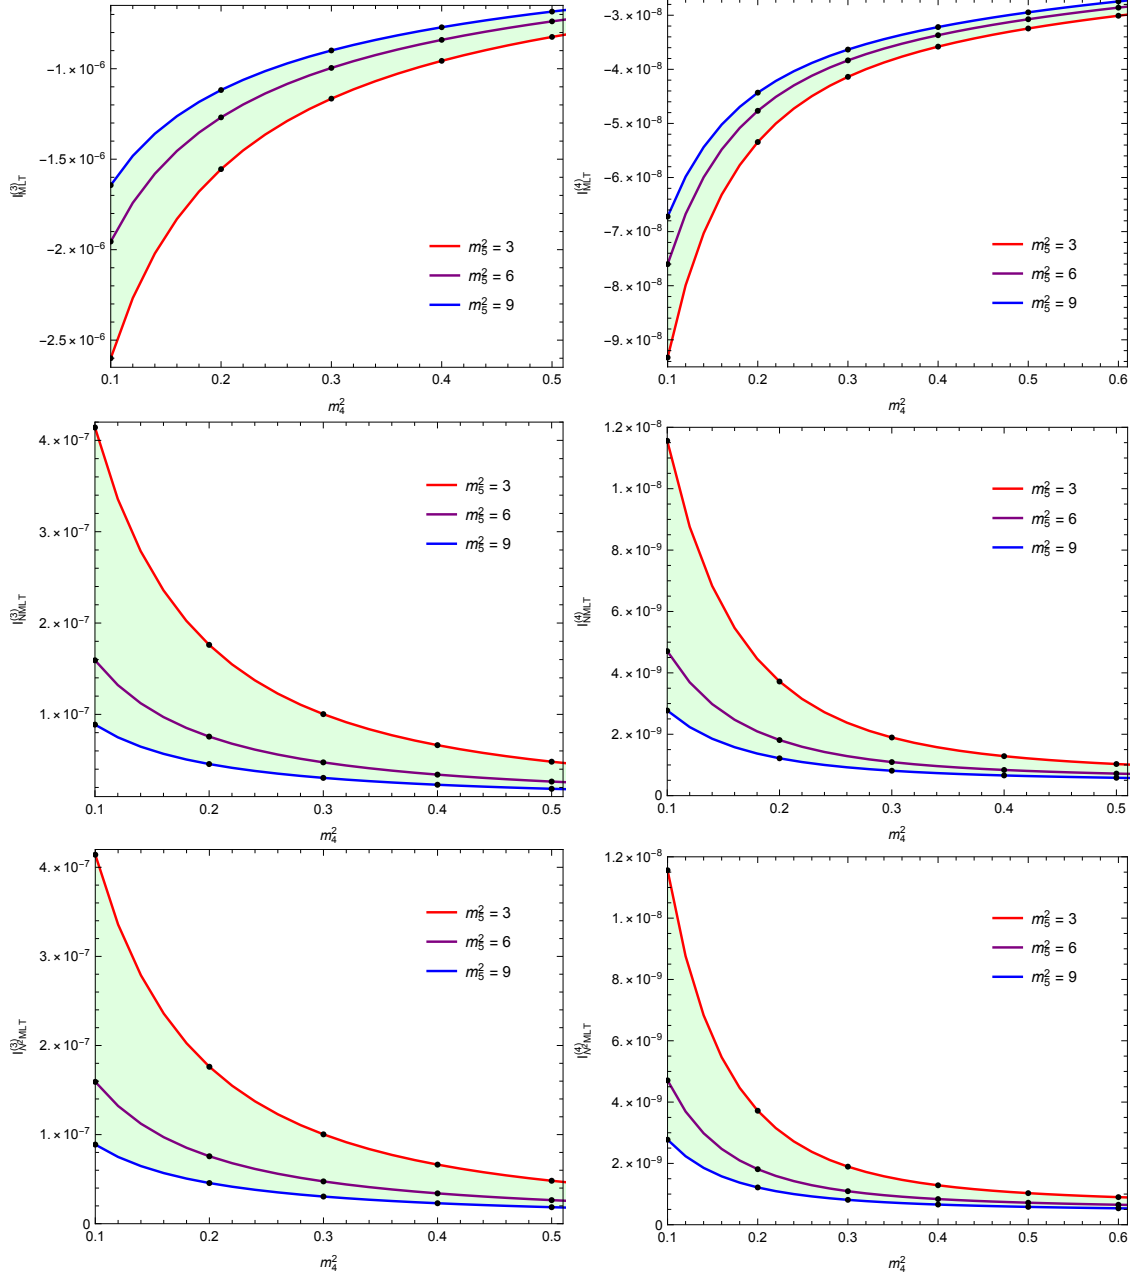 −1.×10⁻⁶
−1.5×10⁻⁶
−2.×10⁻⁶
−2.5×10⁻⁶
I_MLT^(3)
m₅² = 3
m₅² = 6
m₅² = 9
0.1 0.2 0.3 0.4 0.5
m₄²
−3.×10⁻⁸
−4.×10⁻⁸
−5.×10⁻⁸
−6.×10⁻⁸
−7.×10⁻⁸
−8.×10⁻⁸
−9.×10⁻⁸
I_MLT^(4)
m₅² = 3
m₅² = 6
m₅² = 9
0.1 0.2 0.3 0.4 0.5 0.6
m₄²
4.×10⁻⁷
3.×10⁻⁷
2.×10⁻⁷
1.×10⁻⁷
I_NMLT^(3)
m₅² = 3
m₅² = 6
m₅² = 9
0.1 0.2 0.3 0.4 0.5
m₄²
1.2×10⁻⁸
1.×10⁻⁸
8.×10⁻⁹
6.×10⁻⁹
4.×10⁻⁹
2.×10⁻⁹
0
I_NMLT^(4)
m₅² = 3
m₅² = 6
m₅² = 9
0.1 0.2 0.3 0.4 0.5
m₄²
4.×10⁻⁷
3.×10⁻⁷
2.×10⁻⁷
1.×10⁻⁷
0
I_N²MLT^(3)
m₅² = 3
m₅² = 6
m₅² = 9
0.1 0.2 0.3 0.4 0.5
m₄²
1.2×10⁻⁸
1.×10⁻⁸
8.×10⁻⁹
6.×10⁻⁹
4.×10⁻⁹
2.×10⁻⁹
0
I_N²MLT^(4)
m₅² = 3
m₅² = 6
m₅² = 9
0.1 0.2 0.3 0.4 0.5 0.6
m₄²